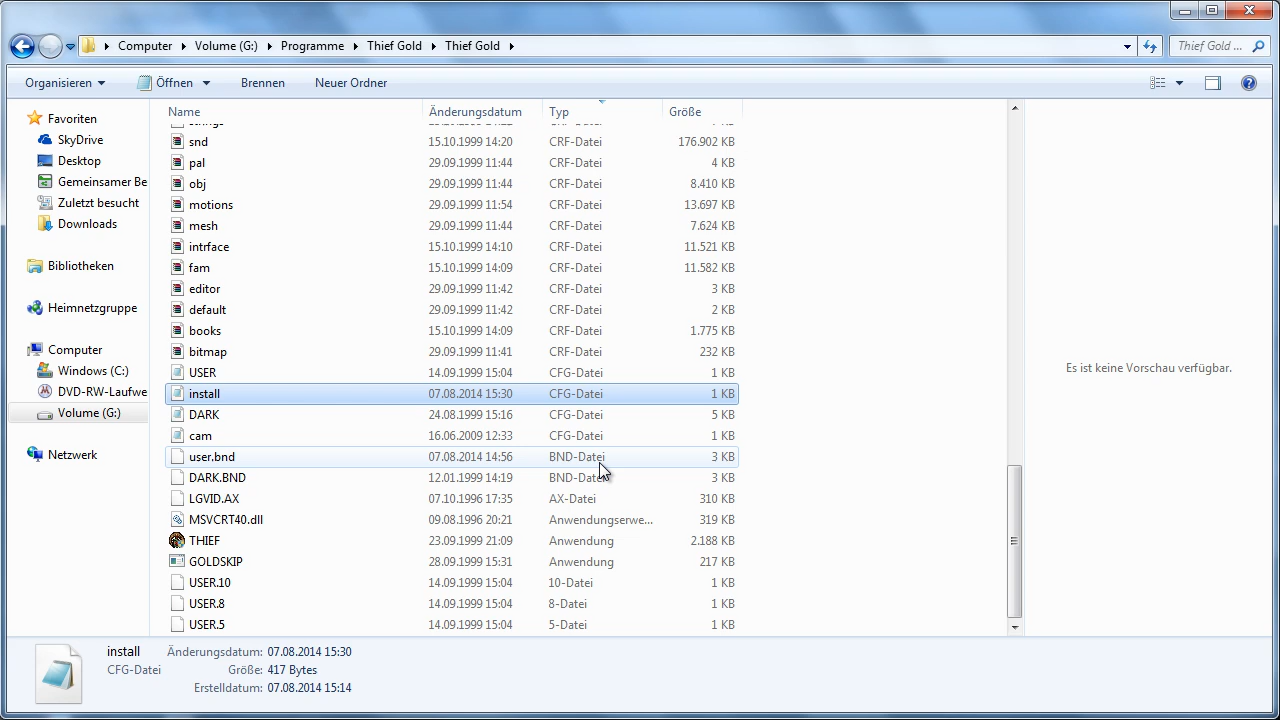 Computer Volume (G:) Programme Thief Gold Thief Gold
Thief Gold ...
Organisieren Öffnen Brennen Neuer Ordner
Name Änderungsdatum Typ Größe
snd 15.10.1999 14:20 CRF-Datei 176.902 KB
pal 29.09.1999 11:44 CRF-Datei 4 KB
obj 29.09.1999 11:44 CRF-Datei 8.410 KB
motions 29.09.1999 11:54 CRF-Datei 13.697 KB
mesh 29.09.1999 11:44 CRF-Datei 7.624 KB
intrface 15.10.1999 14:10 CRF-Datei 11.521 KB
fam 15.10.1999 14:09 CRF-Datei 11.582 KB
editor 29.09.1999 11:42 CRF-Datei 3 KB
default 29.09.1999 11:42 CRF-Datei 2 KB
books 15.10.1999 14:09 CRF-Datei 1.775 KB
bitmap 29.09.1999 11:41 CRF-Datei 232 KB
USER 14.09.1999 15:04 CFG-Datei 1 KB
install 07.08.2014 15:30 CFG-Datei 1 KB
DARK 24.08.1999 15:16 CFG-Datei 5 KB
cam 16.06.2009 12:33 CFG-Datei 1 KB
user.bnd 07.08.2014 14:56 BND-Datei 3 KB
DARK.BND 12.01.1999 14:19 BND-Datei 3 KB
LGVID.AX 07.10.1996 17:35 AX-Datei 310 KB
MSVCRT40.dll 09.08.1996 20:21 Anwendungserwe... 319 KB
THIEF 23.09.1999 21:09 Anwendung 2.188 KB
GOLDSKIP 28.09.1999 15:31 Anwendung 217 KB
USER.10 14.09.1999 15:04 10-Datei 1 KB
USER.8 14.09.1999 15:04 8-Datei 1 KB
USER.5 14.09.1999 15:04 5-Datei 1 KB
Favoriten
SkyDrive
Desktop
Gemeinsamer Be
Zuletzt besucht
Downloads
Bibliotheken
Heimnetzgruppe
Computer
Windows (C:)
DVD-RW-Laufwe
Volume (G:)
Netzwerk
Es ist keine Vorschau verfügbar.
install Änderungsdatum: 07.08.2014 15:30
CFG-Datei Größe: 417 Bytes
Erstelldatum: 07.08.2014 15:14